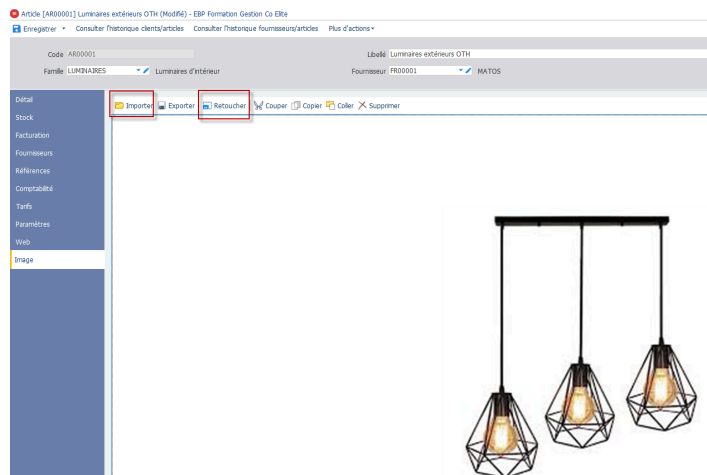 Article [AR00001] Luminaires extérieurs OTH (Modifié) - EBP Formation Gestion Co Elite
Enregistrer Consulter l'historique clients/articles Consulter l'historique fournisseurs/articles Plus d'actions
Code AR00001 Libellé Luminaires extérieurs OTH
Famille LUMINAIRES Luminaires d'intérieur Fournisseur FR00001 MATOS
Détail
Importer Exporter Retoucher Couper Copier Coller Supprimer
Stock
Facturation
Fournisseurs
Références
Comptabilité
Tarifs
Paramètres
Web
Image